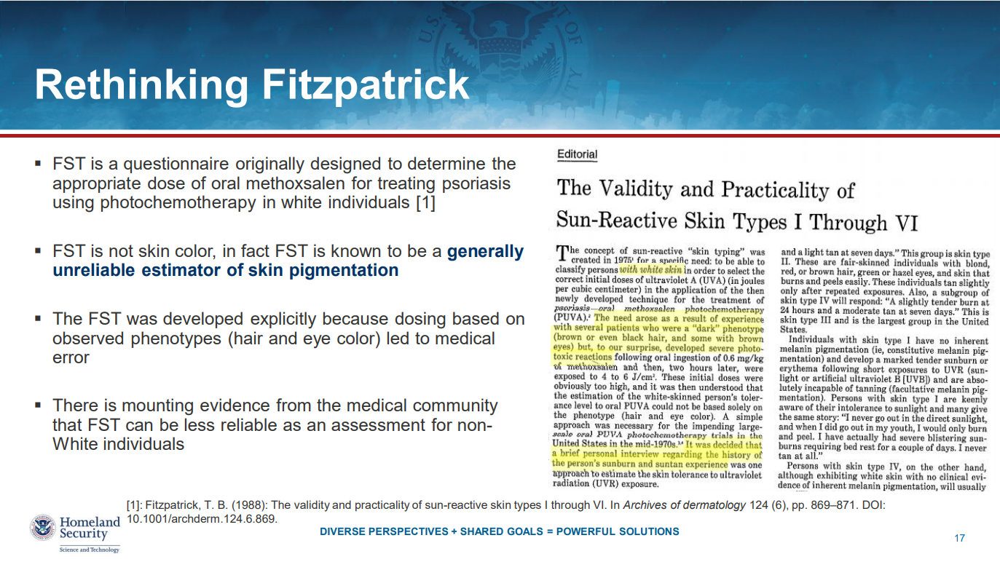 Rethinking Fitzpatrick
▪ FST is a questionnaire originally designed to determine the
appropriate dose of oral methoxsalen for treating psoriasis
using photochemotherapy in white individuals [1]
▪ FST is not skin color, in fact FST is known to be a generally
unreliable estimator of skin pigmentation
▪ The FST was developed explicitly because dosing based on
observed phenotypes (hair and eye color) led to medical
error
▪ There is mounting evidence from the medical community
that FST can be less reliable as an assessment for non-
White individuals
Editorial
The Validity and Practicality of
Sun-Reactive Skin Types I Through VI
The concept of sun-reactive “skin typing” was
created in 1975¹ for a specific need: to be able to
classify persons with white skin in order to select the
correct initial doses of ultraviolet A (UVA) (in joules
per cubic centimeter) in the application of the then
newly developed technique for the treatment of
psoriasis—oral methoxsalen photochemotherapy
(PUVA).² The need arose as a result of experience
with several patients who were a “dark” phenotype
(brown or even black hair, and some with brown
eyes) but, to our surprise, developed severe photo-
toxic reactions following oral ingestion of 0.6 mg/kg
of methoxsalen and then, two hours later, were
exposed to 4 to 6 J/cm². These initial doses were
obviously too high, and it was then understood that
the estimation of the white-skinned person's toler-
ance level to oral PUVA could not be based solely on
the phenotype (hair and eye color). A simple
approach was necessary for the impending large-
scale oral PUVA photochemotherapy trials in the
United States in the mid-1970s.³,⁴ It was decided that
a brief personal interview regarding the history of
the person's sunburn and suntan experience was one
approach to estimate the skin tolerance to ultraviolet
radiation (UVR) exposure.
and a light tan at seven days.” This group is skin type
II. These are fair-skinned individuals with blond,
red, or brown hair, green or hazel eyes, and skin that
burns and peels easily. These individuals tan slightly
only after repeated exposures. Also, a subgroup of
skin type IV will respond: “A slightly tender burn at
24 hours and a moderate tan at seven days.” This is
skin type III and is the largest group in the United
States.
Individuals with skin type I have no inherent
melanin pigmentation (ie, constitutive melanin pig-
mentation) and develop a marked tender sunburn or
erythema following short exposures to UVR (sun-
light or artificial ultraviolet B [UVB]) and are abso-
lutely incapable of tanning (facultative melanin pig-
mentation). Persons with skin type I are keenly
aware of their intolerance to sunlight and many give
the same story: “I never go out in the direct sunlight,
and when I did go out in my youth, I would only burn
and peel. I have actually had severe blistering sun-
burns requiring bed rest for a couple of days. I never
tan at all.”
Persons with skin type IV, on the other hand,
although exhibiting white skin with no clinical evi-
dence of inherent melanin pigmentation, will usually
[1]: Fitzpatrick, T. B. (1988): The validity and practicality of sun-reactive skin types I through VI. In Archives of dermatology 124 (6), pp. 869–871. DOI:
10.1001/archderm.124.6.869.
Homeland
Security
Science and Technology
DIVERSE PERSPECTIVES + SHARED GOALS = POWERFUL SOLUTIONS
17